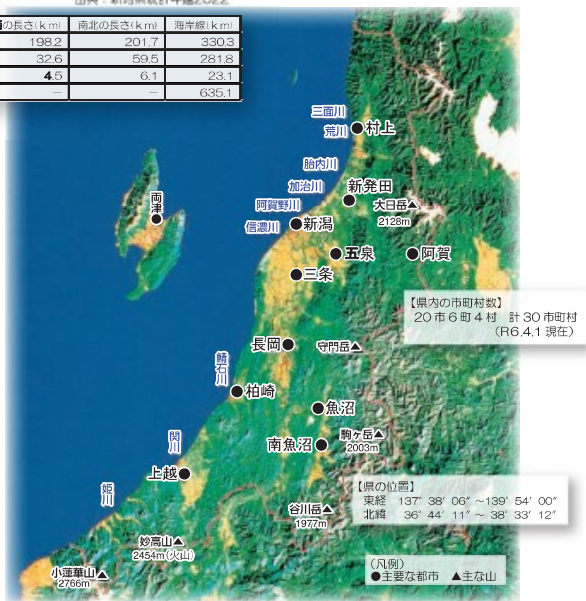 出典：新潟県統計年鑑2022
の長さ(km) 南北の長さ(km) 海岸線(km)
198.2 201.7 330.3
32.6 59.5 281.8
4.5 6.1 23.1
－ － 635.1
三面川
荒川
村上
胎内川
加治川
新発田
両津
阿賀野川
大日岳
2128m
信濃川
新潟
五泉
阿賀
三条
【県内の市町村数】
20市6町4村 計30市町村
(R6.4.1現在)
長岡
守門岳
鯖石川
柏崎
魚沼
駒ヶ岳
2003m
南魚沼
関川
上越
姫川
【県の位置】
東経 137°38′06″～139°54′00″
北緯 36°44′11″～38°33′12″
谷川岳
1977m
妙高山
2454m(火山)
小蓮華山
2766m
(凡例)
●主要な都市 ▲主な山